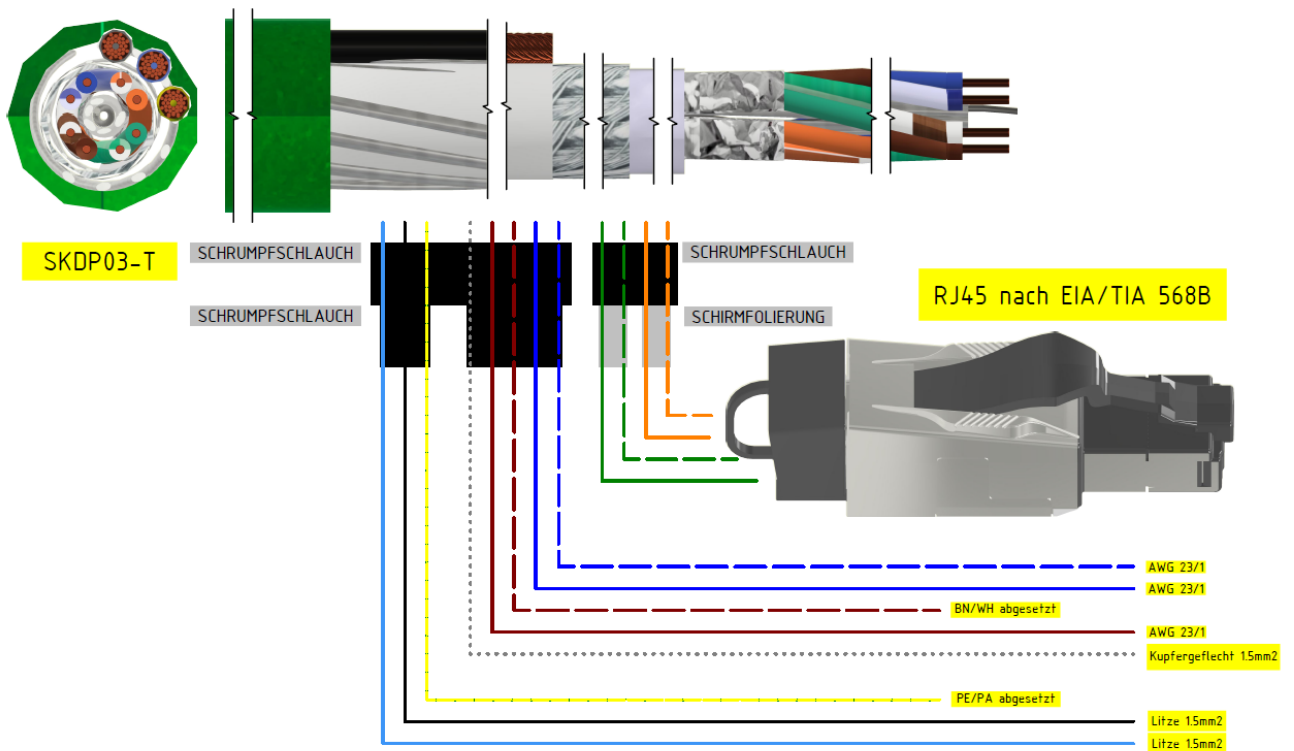 SKDP03-T
SCHRUMPFSCHLAUCH
SCHRUMPFSCHLAUCH
SCHRUMPFSCHLAUCH
SCHIRMFOLIERUNG
RJ45 nach EIA/TIA 568B
AWG 23/1
AWG 23/1
BN/WH abgesetzt
AWG 23/1
Kupfergeflecht 1.5mm2
PE/PA abgesetzt
Litze 1.5mm2
Litze 1.5mm2